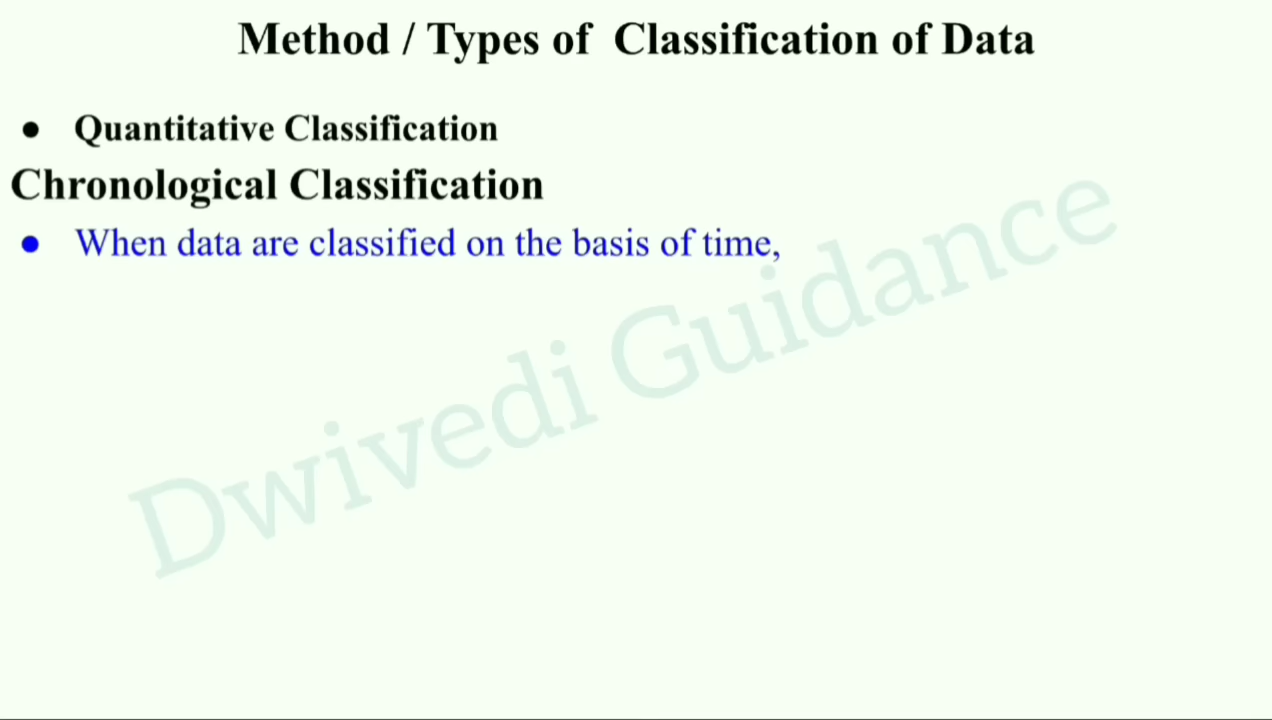 Method / Types of Classification of Data
● Quantitative Classification
Chronological Classification
● When data are classified on the basis of time,
Dwivedi Guidance